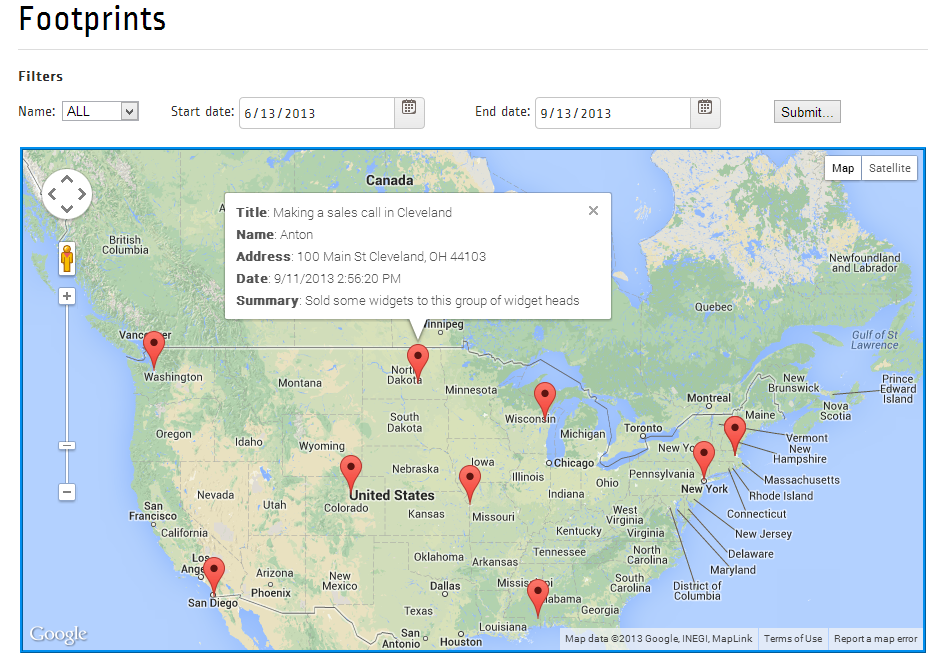 Footprints
Filters
Name: ALL Start date: 6/13/2013 End date: 9/13/2013 Submit...
Map Satellite
Canada
Title: Making a sales call in Cleveland
Name: Anton
Address: 100 Main St Cleveland, OH 44103
Date: 9/11/2013 2:56:20 PM
Summary: Sold some widgets to this group of widget heads
British
Columbia
Newfoundland
and Labrador
Quebec
Gulf of St
Lawrence
Winnipeg
Vancouver
Washington
Montana
North
Dakota
Minnesota
New
Brunswick
Prince
Edward
Island
Nova
Scotia
Montreal
Maine
Wisconsin
South
Dakota
Oregon
Idaho
Wyoming
Michigan
Toronto
Vermont
New
Hampshire
Nebraska
Iowa
Chicago
Illinois
Indiana
Ohio
Pennsylvania
New York
Massachusetts
Rhode Island
Connecticut
New Jersey
Delaware
Maryland
District of
Columbia
Nevada
Utah
Colorado
United States
Kansas
Missouri
West
Virginia
Virginia
Kentucky
San
Francisco
California
Los
Arizona
Phoenix
New
Mexico
Oklahoma
Arkansas
Tennessee
North
Carolina
South
Carolina
San Diego
Dallas
Texas
Georgia
Louisiana
San
Antonio
Houston
Google
Map data ©2013 Google, INEGI, MapLink Terms of Use Report a map error